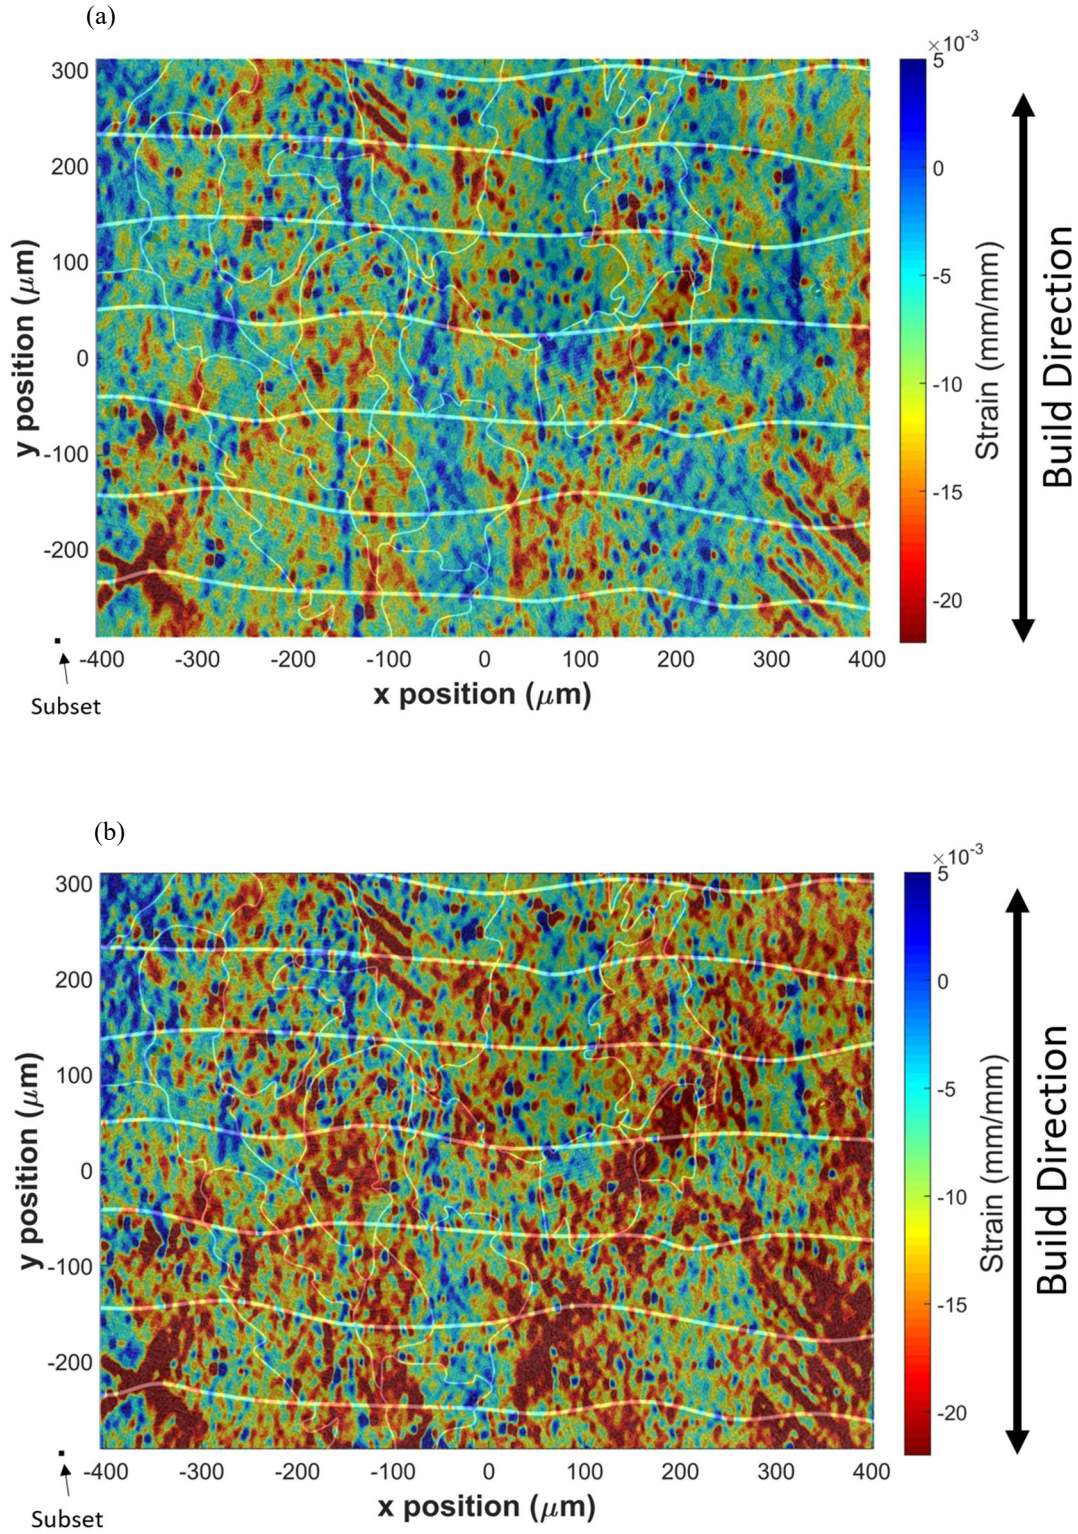 (a)
×10⁻³
5
0
-5
-10
-15
-20
Strain (mm/mm)
Build Direction
300
200
100
0
-100
-200
y position (μm)
-400 -300 -200 -100 0 100 200 300 400
x position (μm)
Subset
(b)
×10⁻³
5
0
-5
-10
-15
-20
Strain (mm/mm)
Build Direction
300
200
100
0
-100
-200
y position (μm)
-400 -300 -200 -100 0 100 200 300 400
x position (μm)
Subset